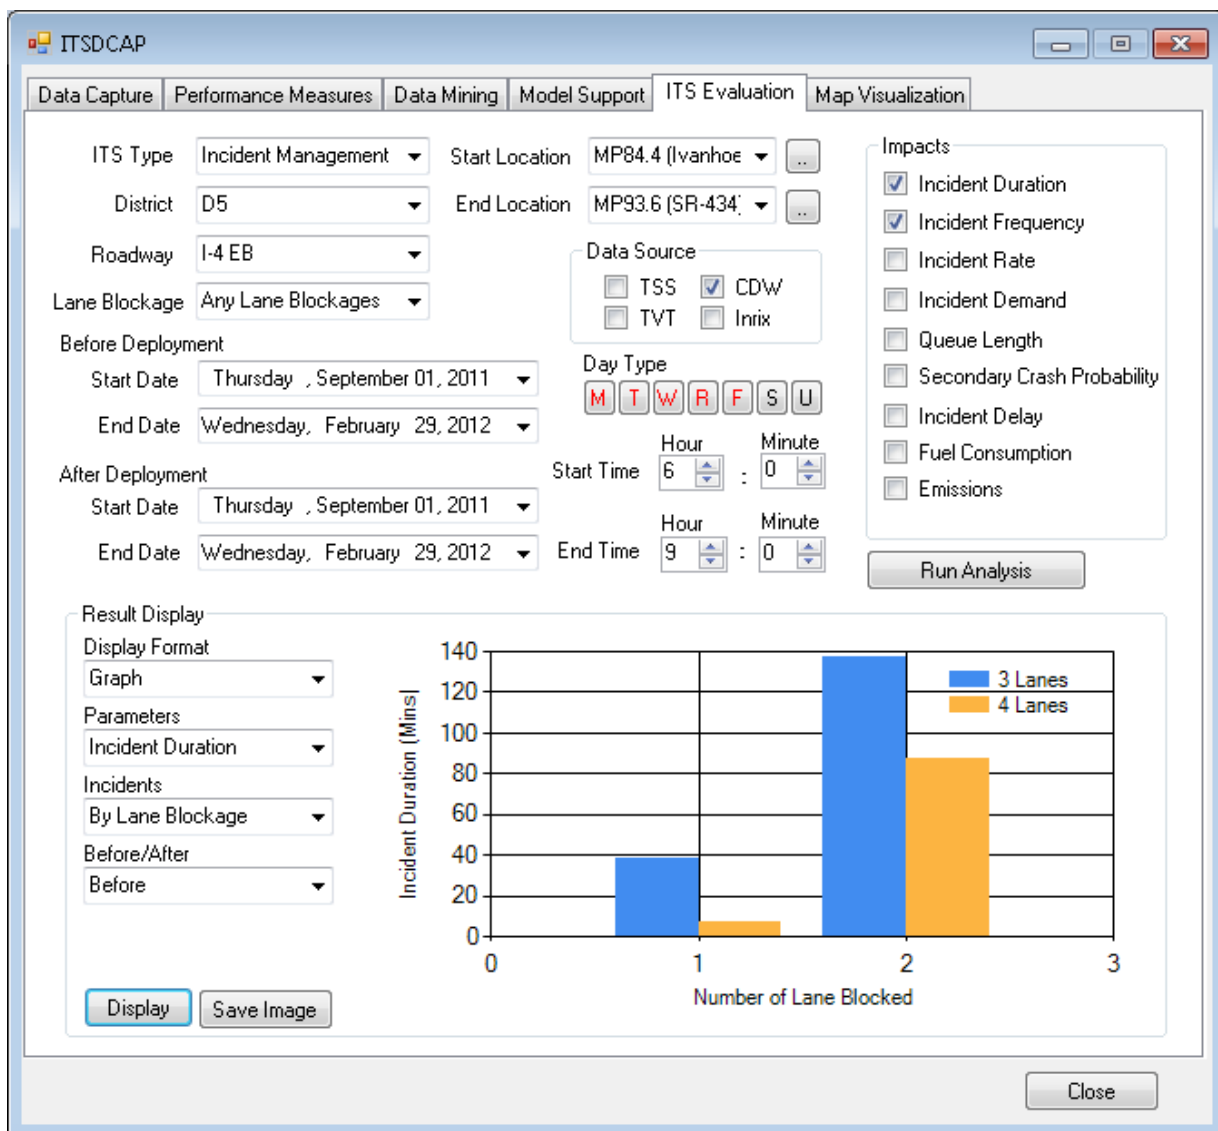 ITSDCAP
Data Capture Performance Measures Data Mining Model Support ITS Evaluation Map Visualization
ITS Type Incident Management
District D5
Roadway I-4 EB
Lane Blockage Any Lane Blockages
Before Deployment
Start Date Thursday , September 01, 2011
End Date Wednesday, February 29, 2012
After Deployment
Start Date Thursday , September 01, 2011
End Date Wednesday, February 29, 2012
Start Location MP84.4 (Ivanhoe ..
End Location MP93.6 (SR-434) ..
Data Source
TSS CDW
TVT Inrix
Day Type
M T W R F S U
Hour Minute
Start Time 6 : 0
Hour Minute
End Time 9 : 0
Impacts
Incident Duration
Incident Frequency
Incident Rate
Incident Demand
Queue Length
Secondary Crash Probability
Incident Delay
Fuel Consumption
Emissions
Run Analysis
Result Display
Display Format
Graph
Parameters
Incident Duration
Incidents
By Lane Blockage
Before/After
Before
Display Save Image
Incident Duration (Mins)
140
120
100
80
60
40
20
0
0 1 2 3
Number of Lane Blocked
3 Lanes
4 Lanes
Close